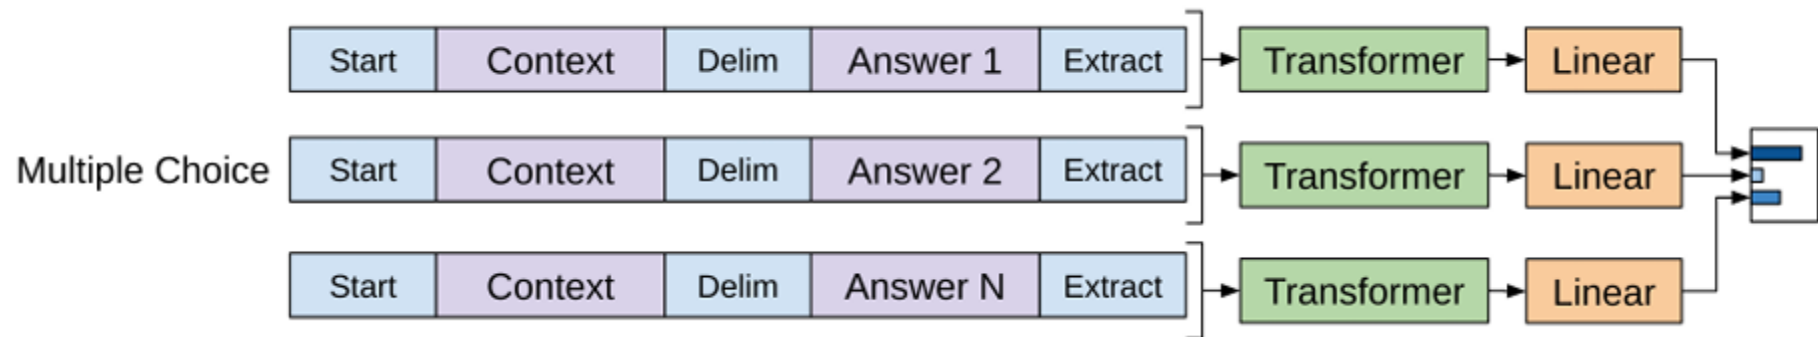 Start Context Delim Answer 1 Extract Transformer Linear
Multiple Choice Start Context Delim Answer 2 Extract Transformer Linear
Start Context Delim Answer N Extract Transformer Linear